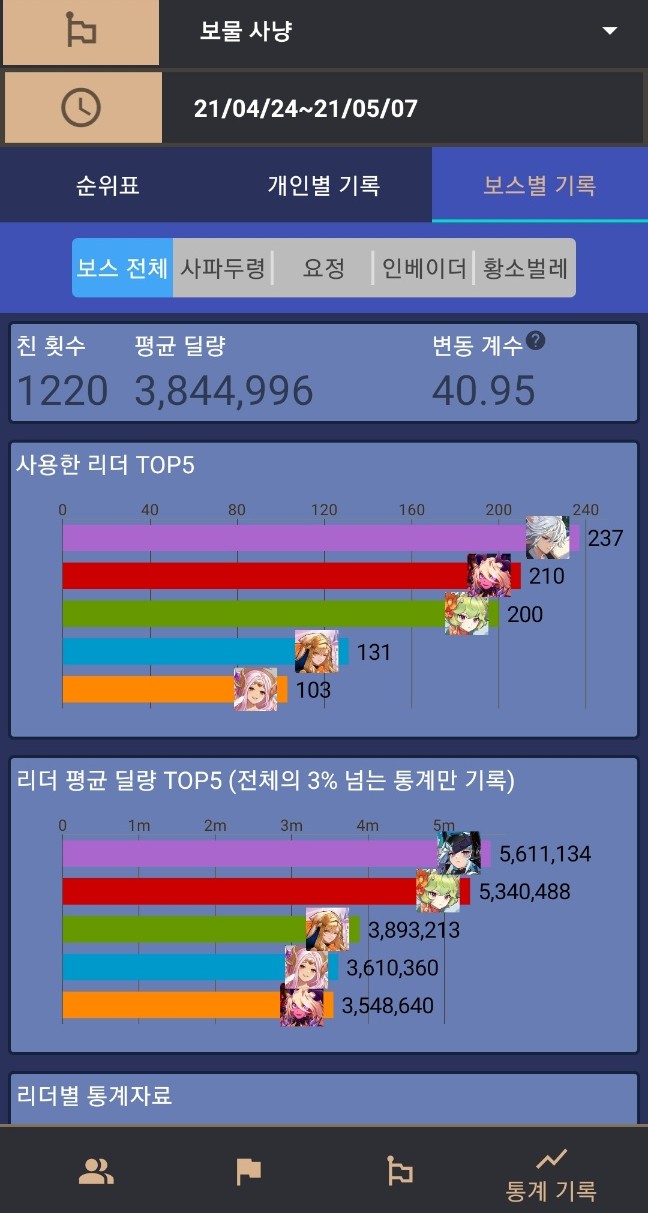 보물 사냥
21/04/24~21/05/07
순위표 개인별 기록 보스별 기록
보스 전체 사파두령 요정 인베이더 황소벌레
친 횟수 평균 딜량 변동 계수 ?
1220 3,844,996 40.95
사용한 리더 TOP5
0 40 80 120 160 200 240
237
210
200
131
103
리더 평균 딜량 TOP5 (전체의 3% 넘는 통계만 기록)
0 1m 2m 3m 4m 5m
5,611,134
5,340,488
3,893,213
3,610,360
3,548,640
리더별 통계자료
통계 기록